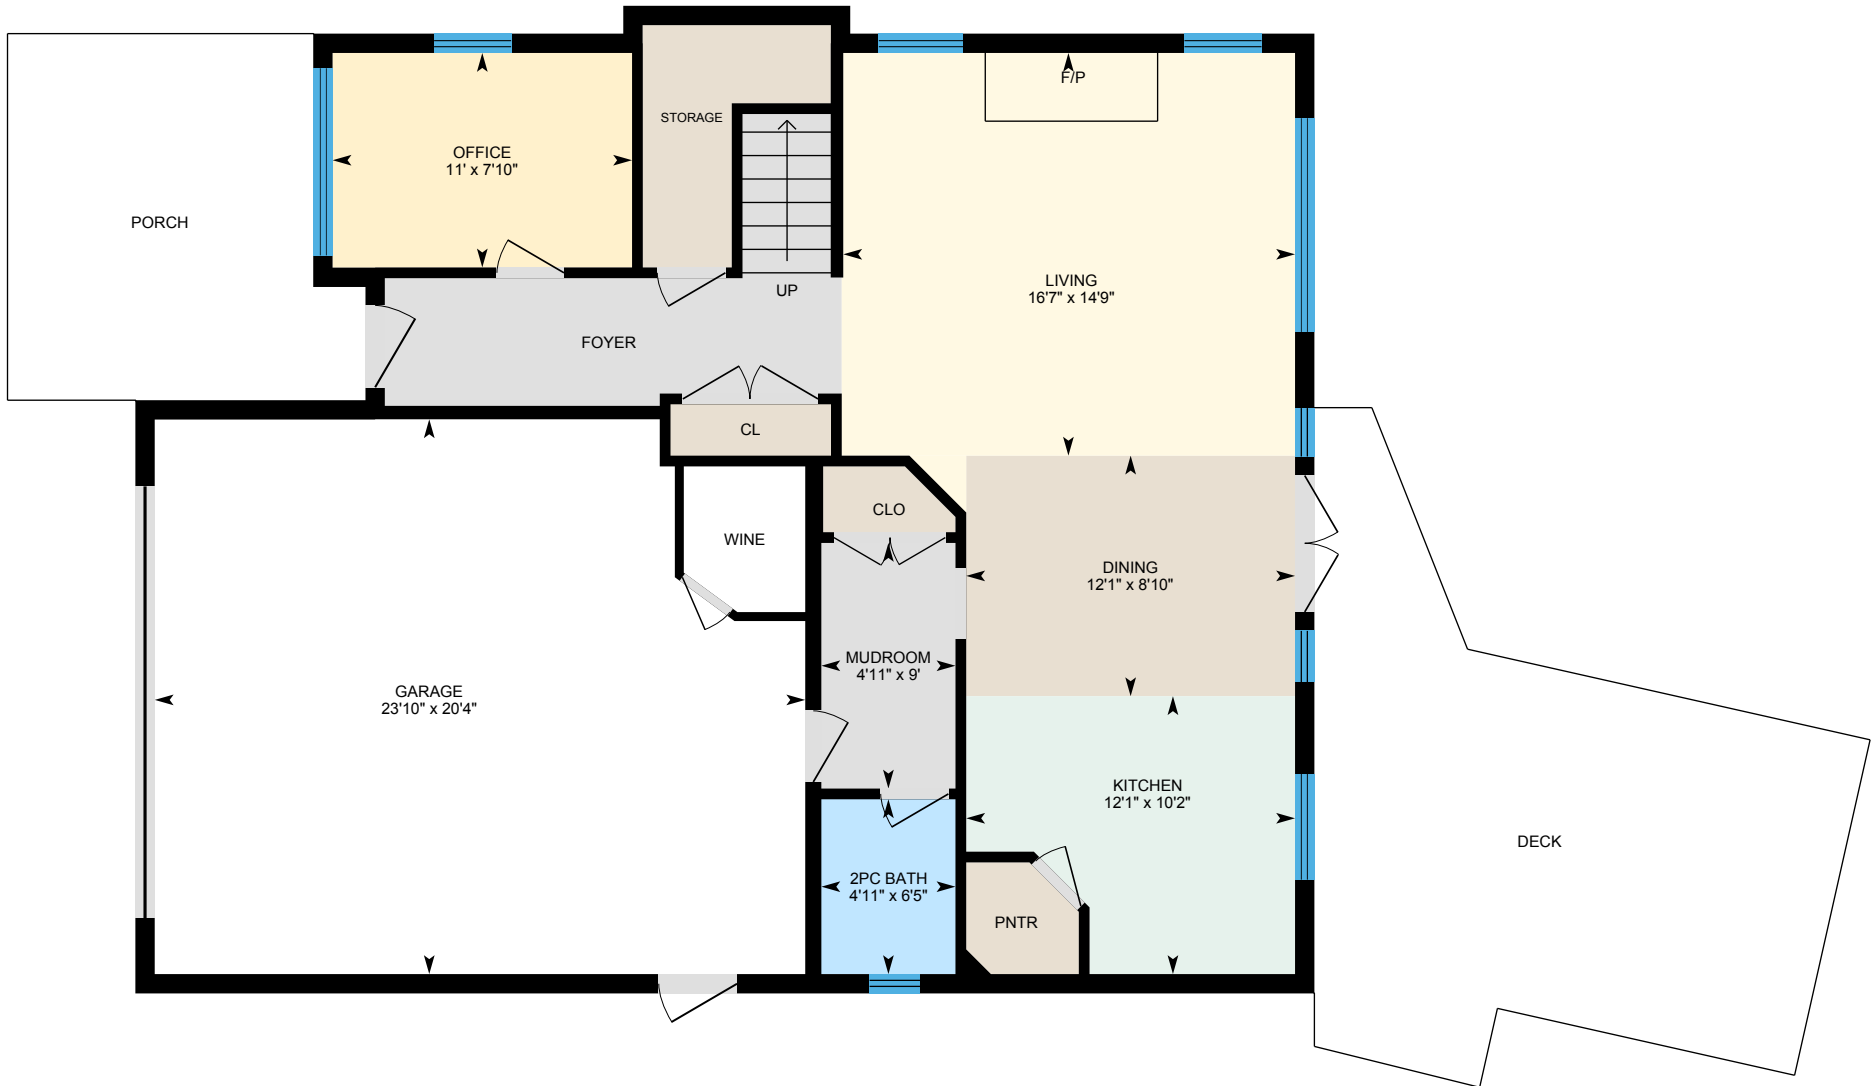 F/P
STORAGE
OFFICE
11' x 7'10"
PORCH
LIVING
16'7" x 14'9"
UP
FOYER
CL
CLO
WINE
DINING
12'1" x 8'10"
MUDROOM
4'11" x 9'
GARAGE
23'10" x 20'4"
KITCHEN
12'1" x 10'2"
DECK
2PC BATH
4'11" x 6'5"
PNTR